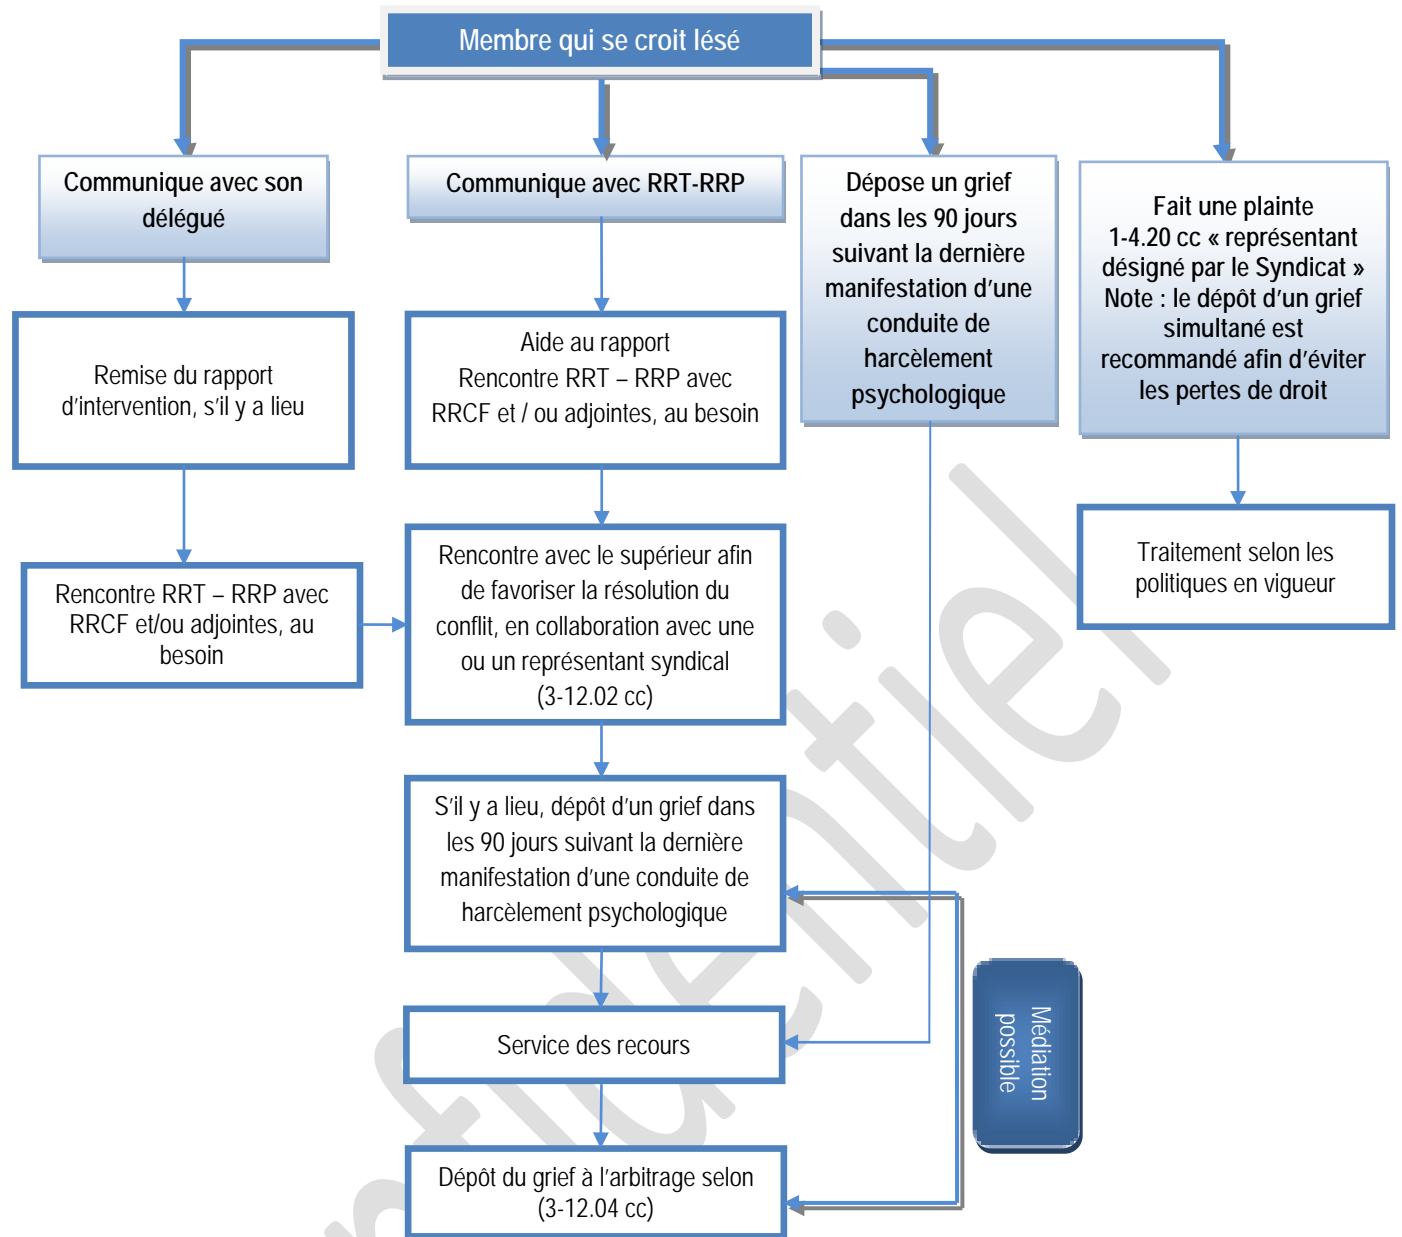 Membre qui se croit lésé
Communique avec son
délégué
Communique avec RRT-RRP
Dépose un grief
dans les 90 jours
suivant la dernière
manifestation d'une
conduite de
harcèlement
psychologique
Fait une plainte
1-4.20 cc « représentant
désigné par le Syndicat »
Note : le dépôt d'un grief
simultané est
recommandé afin d'éviter
les pertes de droit
Remise du rapport
d'intervention, s'il y a lieu
Aide au rapport
Rencontre RRT – RRP avec
RRCF et / ou adjointes, au besoin
Traitement selon les
politiques en vigueur
Rencontre RRT – RRP avec
RRCF et/ou adjointes, au
besoin
Rencontre avec le supérieur afin
de favoriser la résolution du
conflit, en collaboration avec une
ou un représentant syndical
(3-12.02 cc)
S'il y a lieu, dépôt d'un grief dans
les 90 jours suivant la dernière
manifestation d'une conduite de
harcèlement psychologique
Service des recours
Médiation
possible
Dépôt du grief à l'arbitrage selon
(3-12.04 cc)
nfidentiel